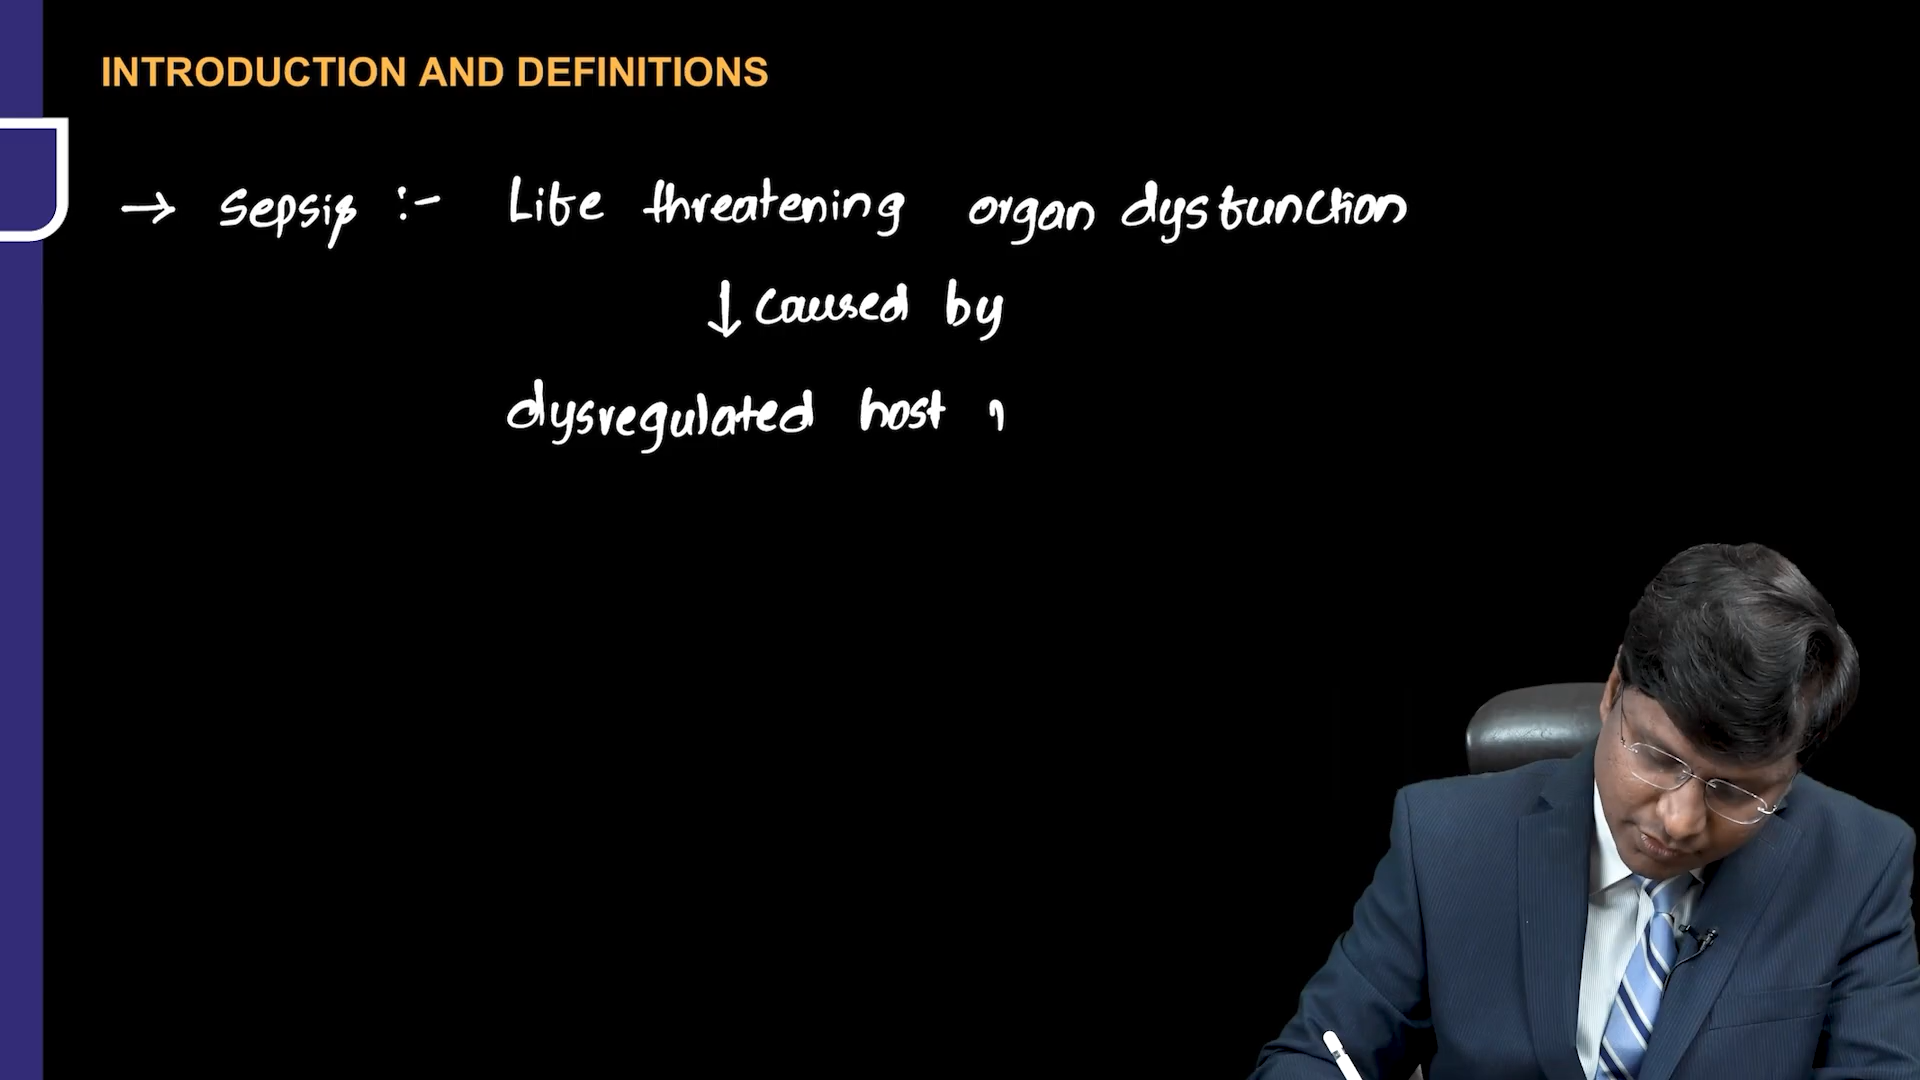 INTRODUCTION AND DEFINITIONS
→ Sepsis :- Life threatening organ dysfunction
↓ Caused by
dysregulated host